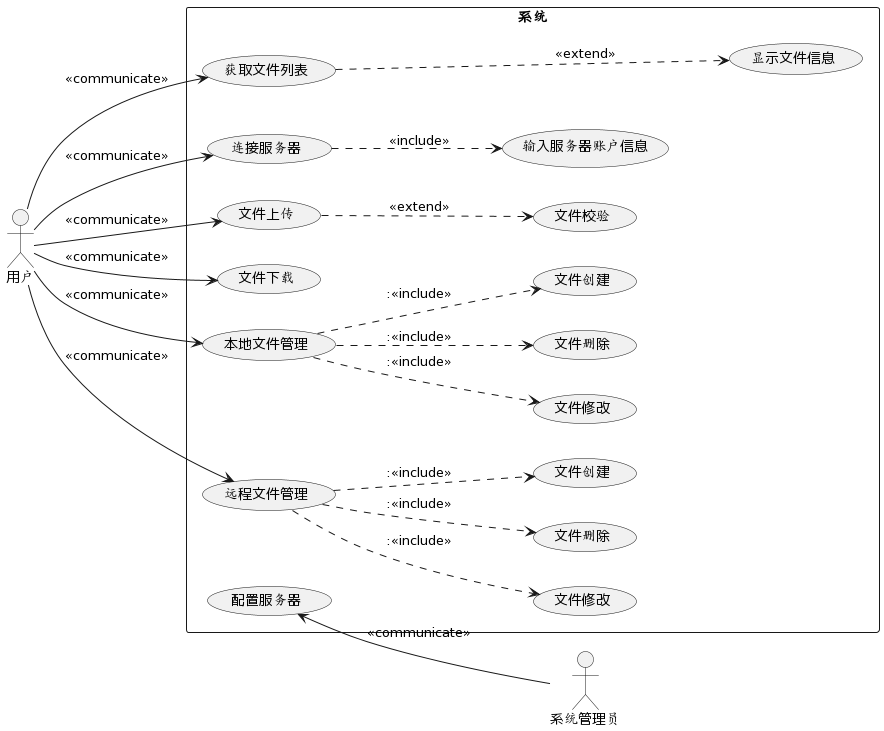 系统
获取文件列表
«communicate»
«extend»
显示文件信息
连接服务器
«communicate»
«include»
输入服务器账户信息
文件上传
«communicate»
«extend»
文件校验
用户
文件下载
«communicate»
本地文件管理
«communicate»
:«include»
文件创建
:«include»
文件删除
:«include»
文件修改
«communicate»
远程文件管理
:«include»
文件创建
:«include»
文件删除
:«include»
文件修改
配置服务器
«communicate»
系统管理员